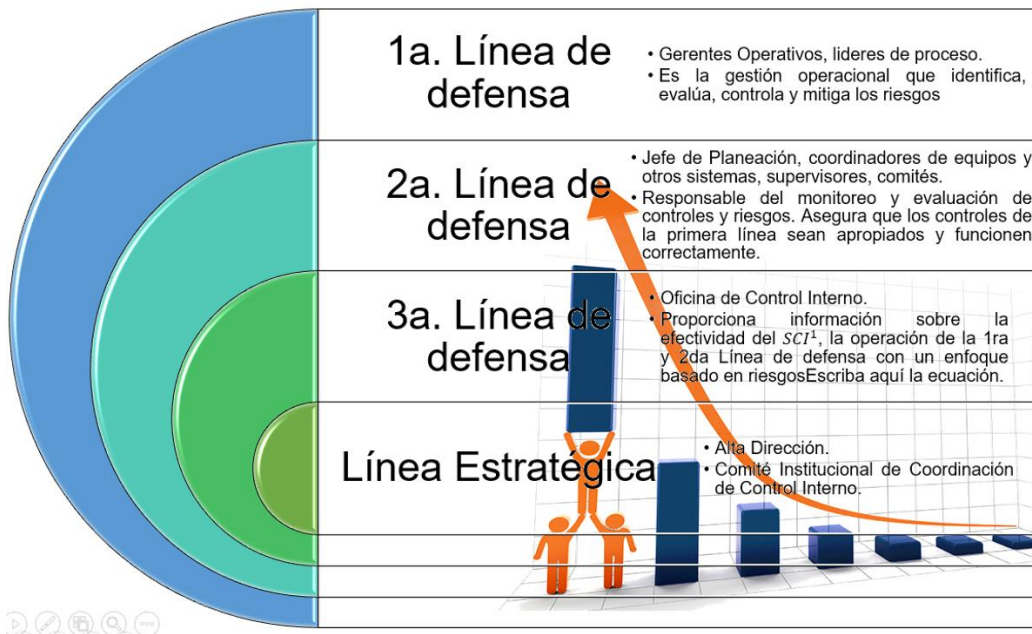 1a. Línea de
defensa
• Gerentes Operativos, lideres de proceso.
• Es la gestión operacional que identifica,
evalúa, controla y mitiga los riesgos
2a. Línea de
defensa
• Jefe de Planeación, coordinadores de equipos y
otros sistemas, supervisores, comités.
• Responsable del monitoreo y evaluación de
controles y riesgos. Asegura que los controles de
la primera línea sean apropiados y funcionen
correctamente.
3a. Línea de
defensa
• Oficina de Control Interno.
• Proporciona información sobre la
efectividad del SCI¹, la operación de la 1ra
y 2da Línea de defensa con un enfoque
basado en riesgosEscriba aquí la ecuación.
Línea Estratégica
• Alta Dirección.
• Comité Institucional de Coordinación
de Control Interno.